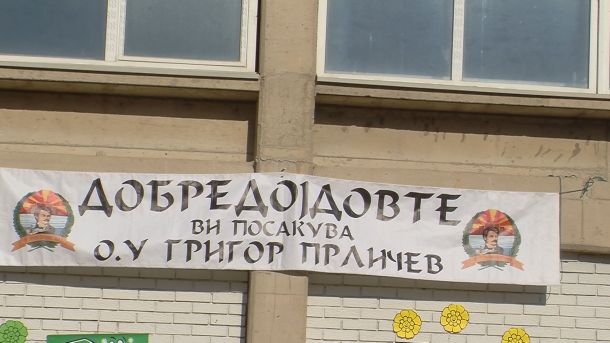 ДОБРЕДОЈДОВТЕ
ВИ ПОСАКУВА
О.У ГРИГОР ПРЛИЧЕВ